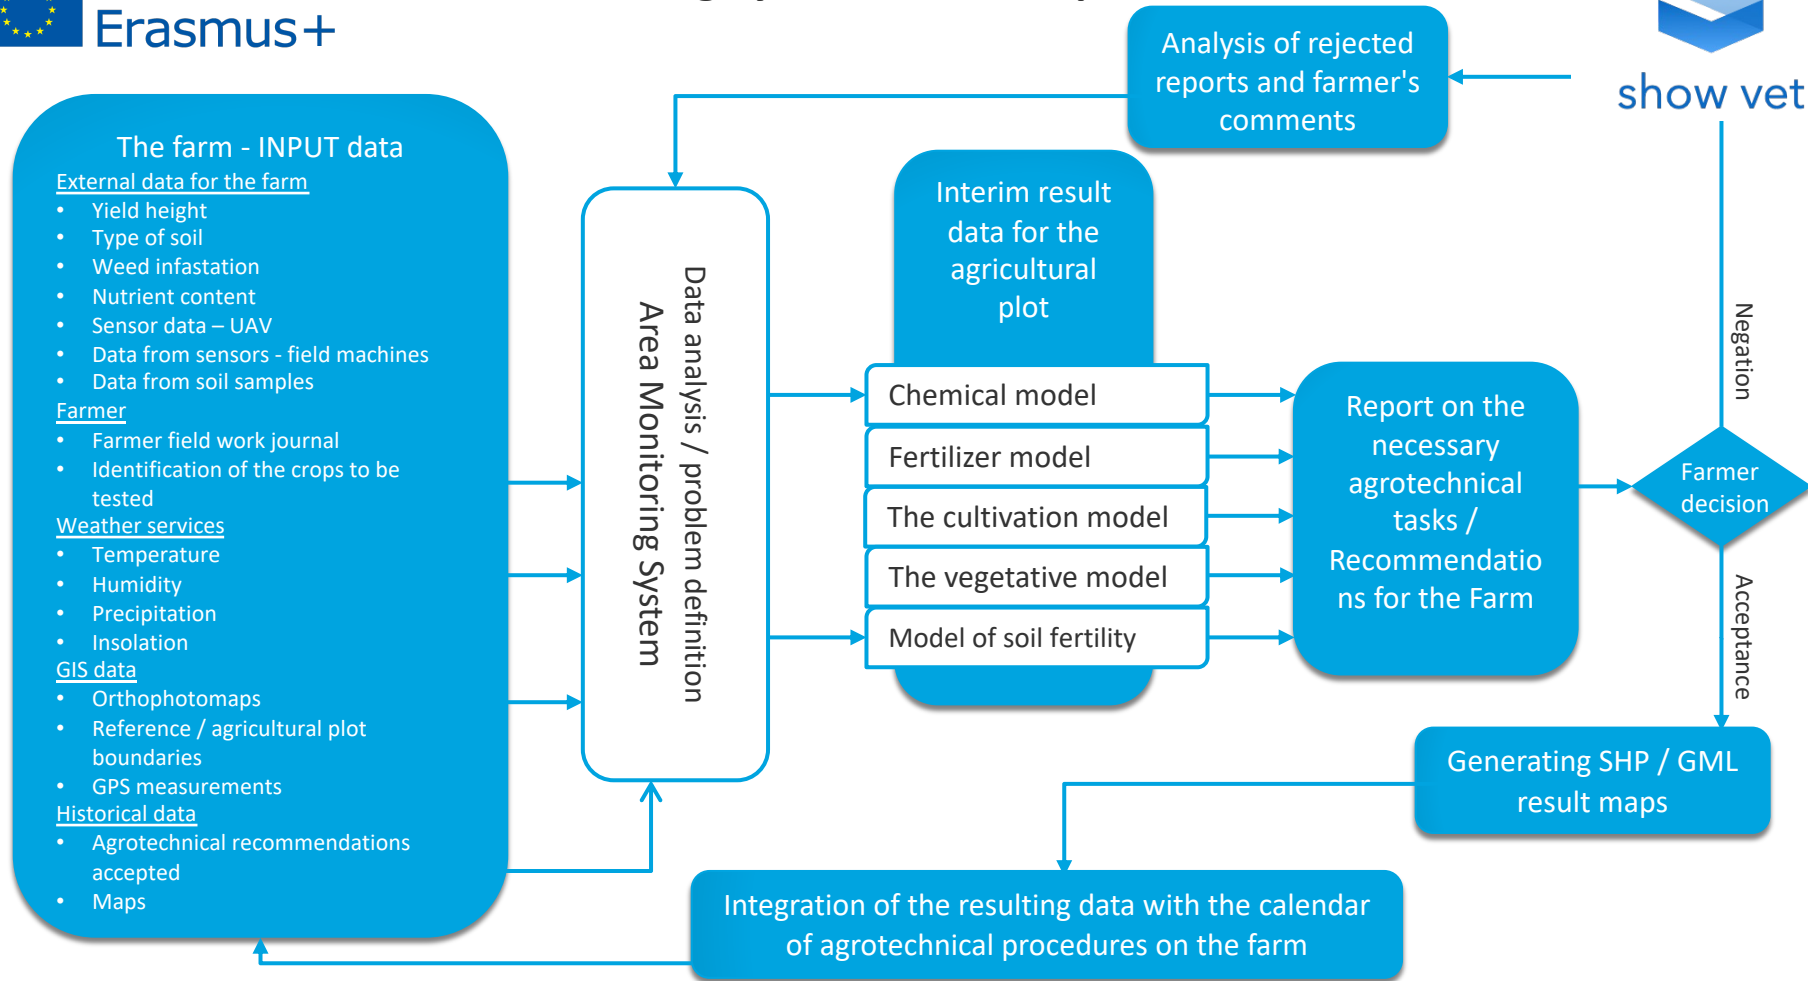 Erasmus+
show vet
Analysis of rejected
reports and farmer's
comments
The farm - INPUT data
External data for the farm
• Yield height
• Type of soil
• Weed infastation
• Nutrient content
• Sensor data – UAV
• Data from sensors - field machines
• Data from soil samples
Farmer
• Farmer field work journal
• Identification of the crops to be
tested
Weather services
• Temperature
• Humidity
• Precipitation
• Insolation
GIS data
• Orthophotomaps
• Reference / agricultural plot
boundaries
• GPS measurements
Historical data
• Agrotechnical recommendations
accepted
• Maps
Data analysis / problem definition
Area Monitoring System
Interim result
data for the
agricultural
plot
Chemical model
Fertilizer model
The cultivation model
The vegetative model
Model of soil fertility
Report on the
necessary
agrotechnical
tasks /
Recommendatio
ns for the Farm
Negation
Farmer
decision
Acceptance
Generating SHP / GML
result maps
Integration of the resulting data with the calendar
of agrotechnical procedures on the farm